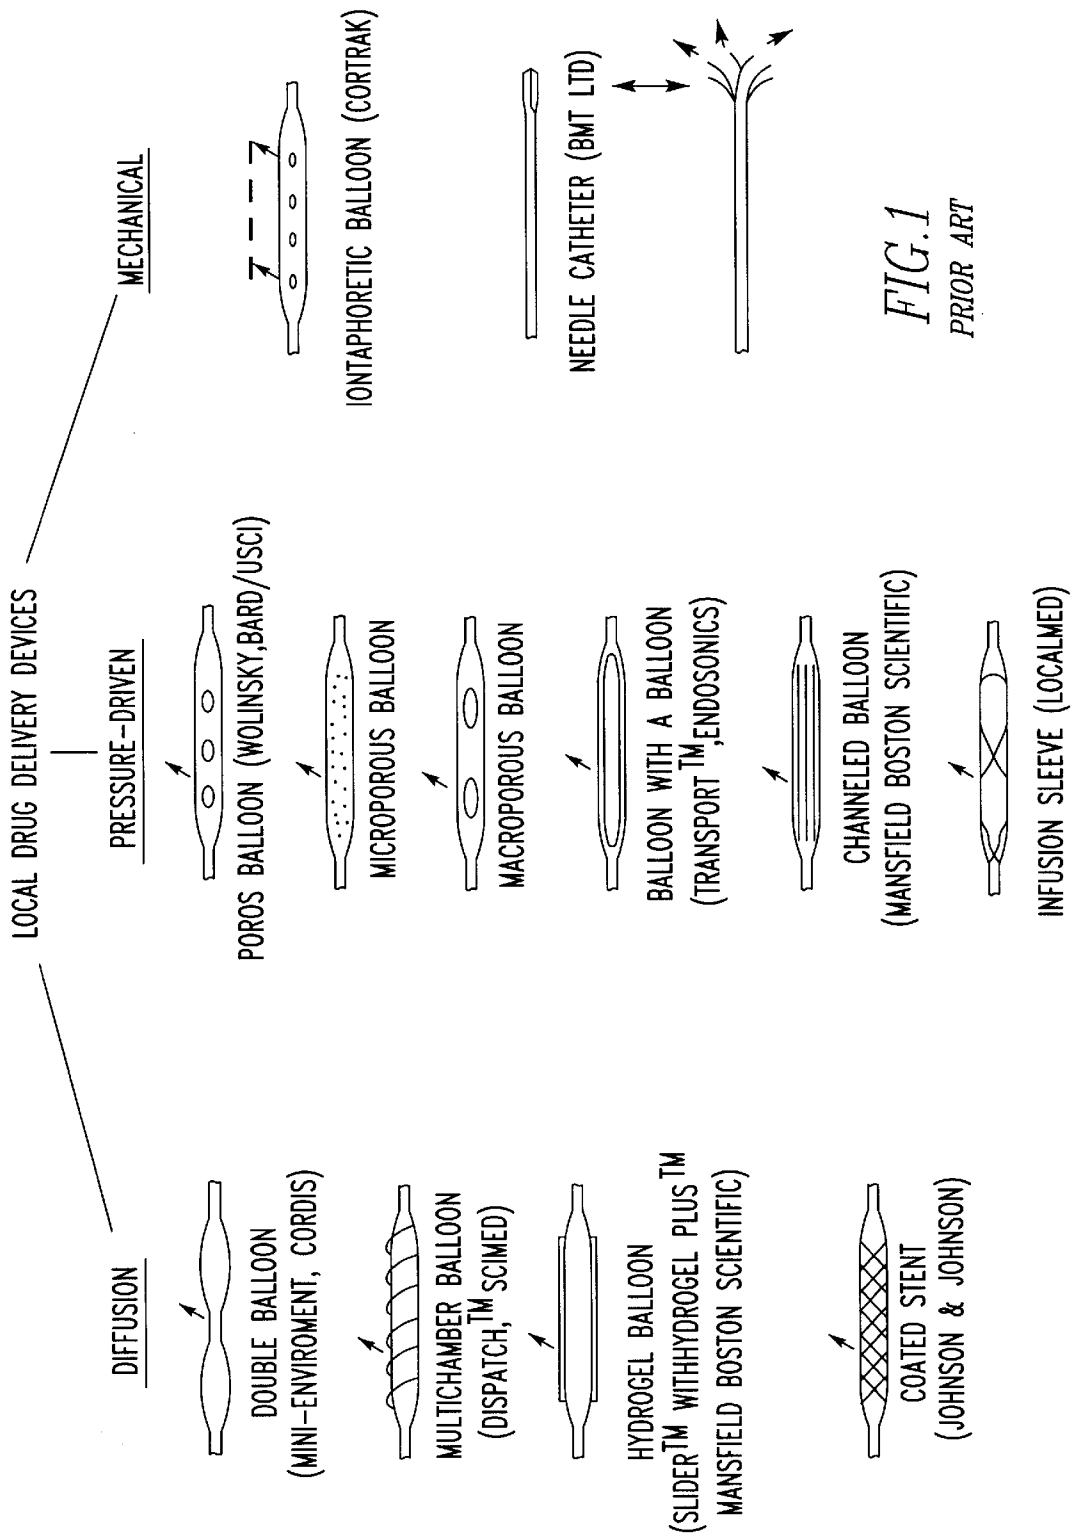 LOCAL DRUG DELIVERY DEVICES
DIFFUSION
DOUBLE BALLOON
(MINI-ENVIROMENT, CORDIS)
MULTICHAMBER BALLOON
(DISPATCH,™ SCIMED)
HYDROGEL BALLOON
(SLIDER™ WITHHYDROGEL PLUS™
MANSFIELD BOSTON SCIENTIFIC)
COATED STENT
(JOHNSON & JOHNSON)
PRESSURE-DRIVEN
POROS BALLOON (WOLINSKY,BARD/USCI)
MICROPOROUS BALLOON
MACROPOROUS BALLOON
BALLOON WITH A BALLOON
(TRANSPORT™,ENDOSONICS)
CHANNELED BALLOON
(MANSFIELD BOSTON SCIENTIFIC)
INFUSION SLEEVE (LOCALMED)
MECHANICAL
IONTAPHORETIC BALLOON (CORTRAK)
NEEDLE CATHETER (BMT LTD)
FIG.1
PRIOR ART